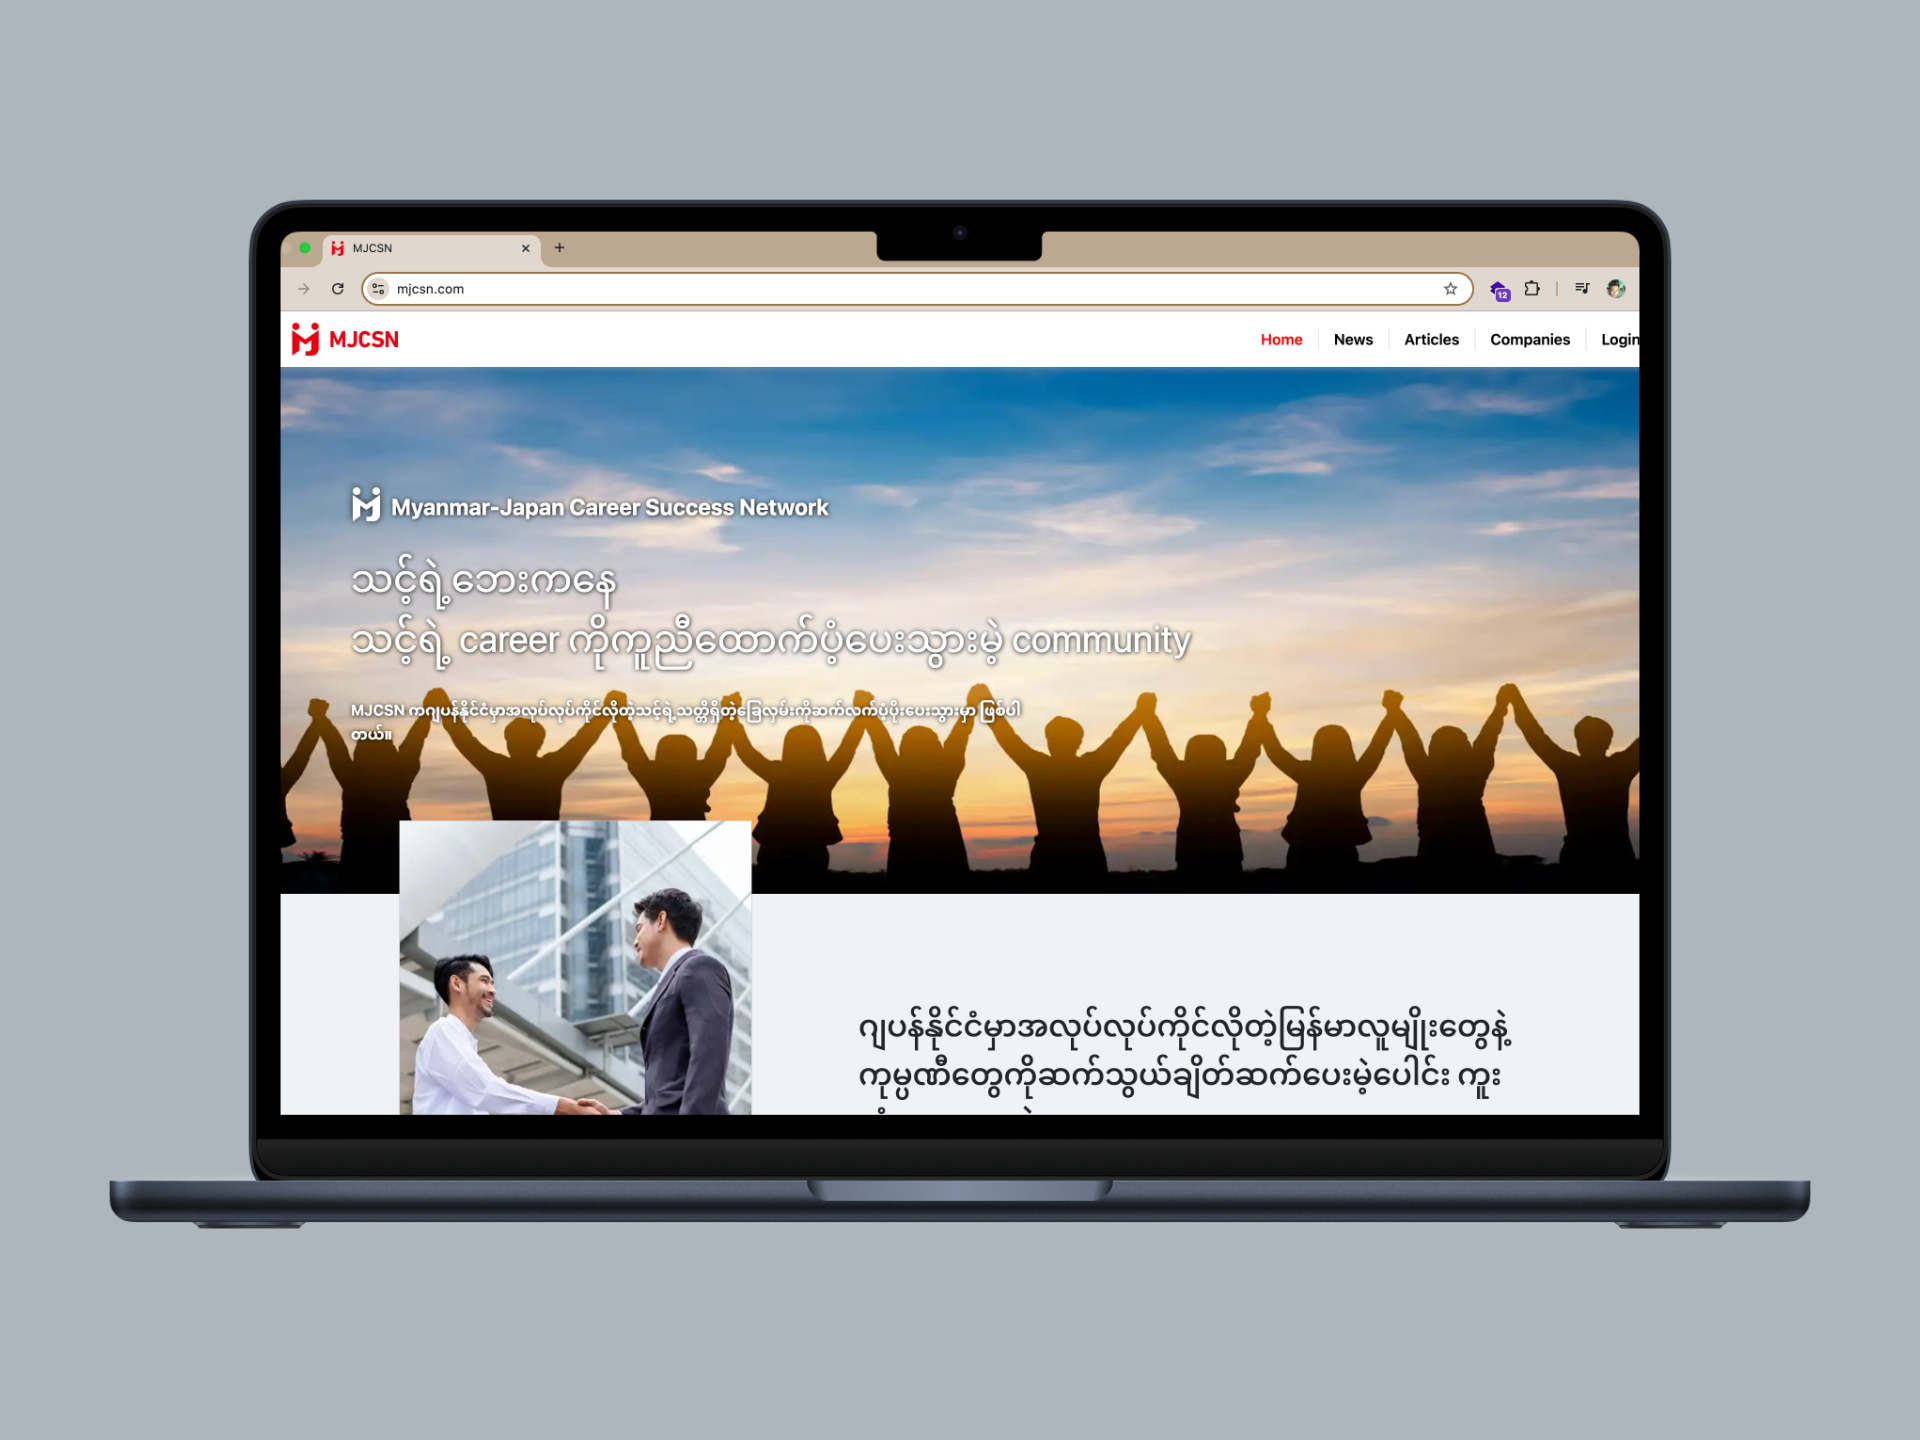 MJCSN
mjcsn.com
12
MJCSN
Home
News
Articles
Companies
Login
Myanmar-Japan Career Success Network
သင့်ရဲ့ဘေးကနေ
သင့်ရဲ့ career ကိုကူညီထောက်ပံ့ပေးသွားမဲ့ community
MJCSN ကဂျပန်နိုင်ငံမှာအလုပ်လုပ်ကိုင်လိုတဲ့သင့်ရဲ့သတ္တိရှိတဲ့ခြေလှမ်းကိုဆက်လက်ပံ့ပိုးပေးသွားမှာ ဖြစ်ပါ
တယ်။
ဂျပန်နိုင်ငံမှာအလုပ်လုပ်ကိုင်လိုတဲ့မြန်မာလူမျိုးတွေနဲ့
ကုမ္ပဏီတွေကိုဆက်သွယ်ချိတ်ဆက်ပေးမဲ့ပေါင်း ကူး